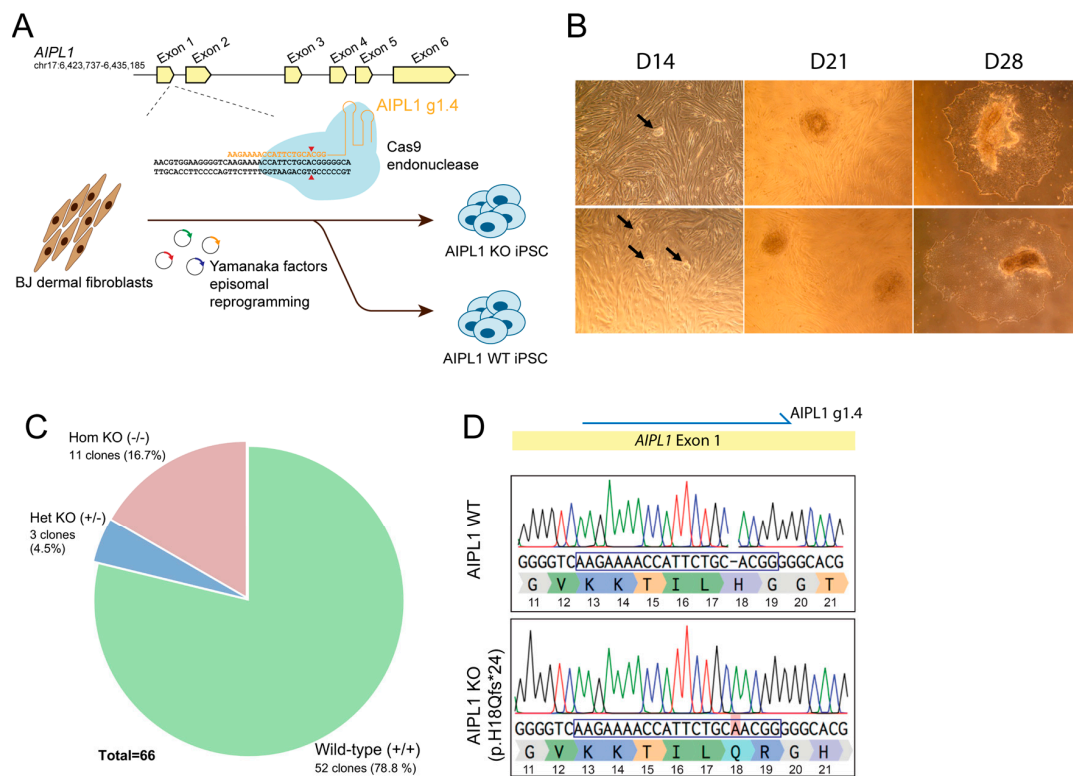 A
AIPL1
chr17:6,423,737-6,435,185
Exon 1
Exon 2
Exon 3
Exon 4
Exon 5
Exon 6
AIPL1 g1.4
Cas9
endonuclease
AAGAAAACCATTCTGCACGG
AACGTGGAAGGGGTCAAGAAAACCATTCTGCACGGGGGCA
TTGCACCTTCCCCAGTTCTTTTGGTAAGACGTGCCCCCGT
BJ dermal fibroblasts
Yamanaka factors
episomal
reprogramming
AIPL1 KO iPSC
AIPL1 WT iPSC
B
D14
D21
D28
C
Hom KO (-/-)
11 clones (16.7%)
Het KO (+/-)
3 clones
(4.5%)
Total=66
Wild-type (+/+)
52 clones (78.8 %)
D
AIPL1 g1.4
AIPL1 Exon 1
AIPL1 WT
GGGGTCAAGAAAACCATTCTGC-ACGGGGGCACG
G V K K T I L H G G T
11 12 13 14 15 16 17 18 19 20 21
AIPL1 KO
(p.H18Qfs*24)
GGGGTCAAGAAAACCATTCTGCAACGGGGGCACG
G V K K T I L Q R G H
11 12 13 14 15 16 17 18 19 20 21